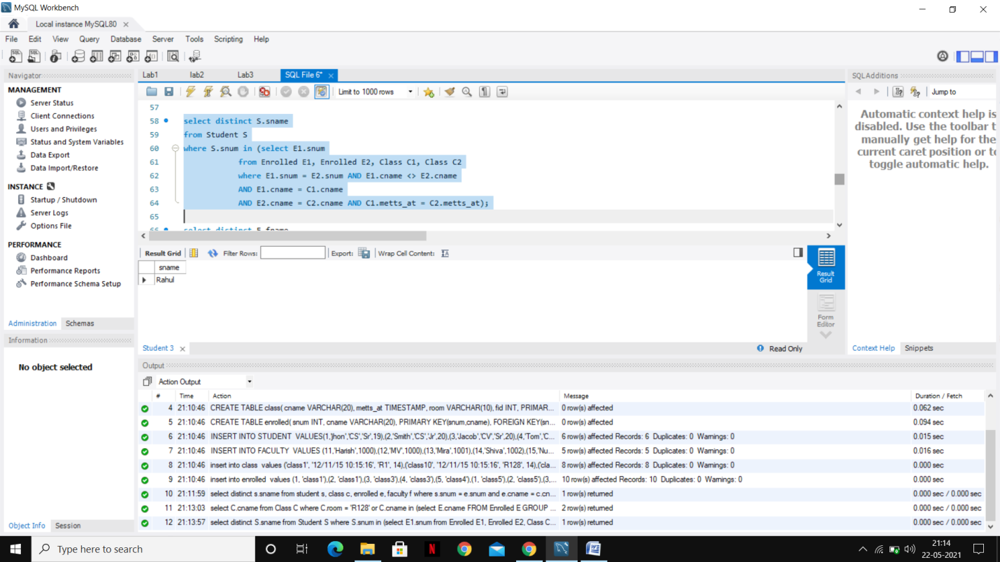 MySQL Workbench
Local instance MySQL80
File Edit View Query Database Server Tools Scripting Help
Navigator
MANAGEMENT
Server Status
Client Connections
Users and Privileges
Status and System Variables
Data Export
Data Import/Restore
INSTANCE
Startup / Shutdown
Server Logs
Options File
PERFORMANCE
Dashboard
Performance Reports
Performance Schema Setup
Administration Schemas
Information
No object selected
Object Info Session
Lab1 lab2 Lab3 SQL File 6*
Limit to 1000 rows
57
58 select distinct S.sname
59 from Student S
60 where S.snum in (select E1.snum
61 from Enrolled E1, Enrolled E2, Class C1, Class C2
62 where E1.snum = E2.snum AND E1.cname <> E2.cname
63 AND E1.cname = C1.cname
64 AND E2.cname = C2.cname AND C1.metts_at = C2.metts_at);
65
66 select distinct F.fname
Result Grid Filter Rows: Export: Wrap Cell Content:
sname
Rahul
Result
Grid
Form
Editor
Student 3 Read Only
SQLAdditions
Jump to
Automatic context help is
disabled. Use the toolbar t
manually get help for the
current caret position or to
toggle automatic help.
Context Help Snippets
Output
Action Output
# Time Action Message Duration / Fetch
4 21:10:46 CREATE TABLE class( cname VARCHAR(20), metts_at TIMESTAMP, room VARCHAR(10), fid INT, PRIMAR... 0 row(s) affected 0.062 sec
5 21:10:46 CREATE TABLE enrolled( snum INT, cname VARCHAR(20), PRIMARY KEY(snum,cname), FOREIGN KEY(sn... 0 row(s) affected 0.094 sec
6 21:10:46 INSERT INTO STUDENT VALUES(1,'jhon','CS','Sr',19),(2,'Smith','CS','Jr',20),(3,'Jacob','CV','Sr',20),(4,'Tom','C... 6 row(s) affected Records: 6 Duplicates: 0 Warnings: 0 0.015 sec
7 21:10:46 INSERT INTO FACULTY VALUES (11,'Harish',1000),(12,'MV',1000),(13,'Mira',1001),(14,'Shiva',1002),(15,'Nu... 5 row(s) affected Records: 5 Duplicates: 0 Warnings: 0 0.016 sec
8 21:10:46 insert into class values ('class1', '12/11/15 10:15:16', 'R1', 14),('class10', '12/11/15 10:15:16', 'R128', 14),('cla... 8 row(s) affected Records: 8 Duplicates: 0 Warnings: 0 0.000 sec
9 21:10:46 insert into enrolled values (1, 'class1'),(2, 'class1'),(3, 'class3'),(4, 'class3'),(5, 'class4'),(1, 'class5'),(2, 'class5'),(3,... 10 row(s) affected Records: 10 Duplicates: 0 Warnings: 0 0.000 sec
10 21:11:59 select distinct s.sname from student s, class c, enrolled e, faculty f where s.snum = e.snum and e.cname = c.cn... 1 row(s) returned 0.000 sec / 0.000 sec
11 21:13:03 select C.cname from Class C where C.room = 'R128' or C.cname in (select E.cname FROM Enrolled E GROUP ... 2 row(s) returned 0.000 sec / 0.000 sec
12 21:13:57 select distinct S.sname from Student S where S.snum in (select E1.snum from Enrolled E1, Enrolled E2, Class C... 1 row(s) returned 0.000 sec / 0.000 sec
Type here to search
21:14
22-05-2021